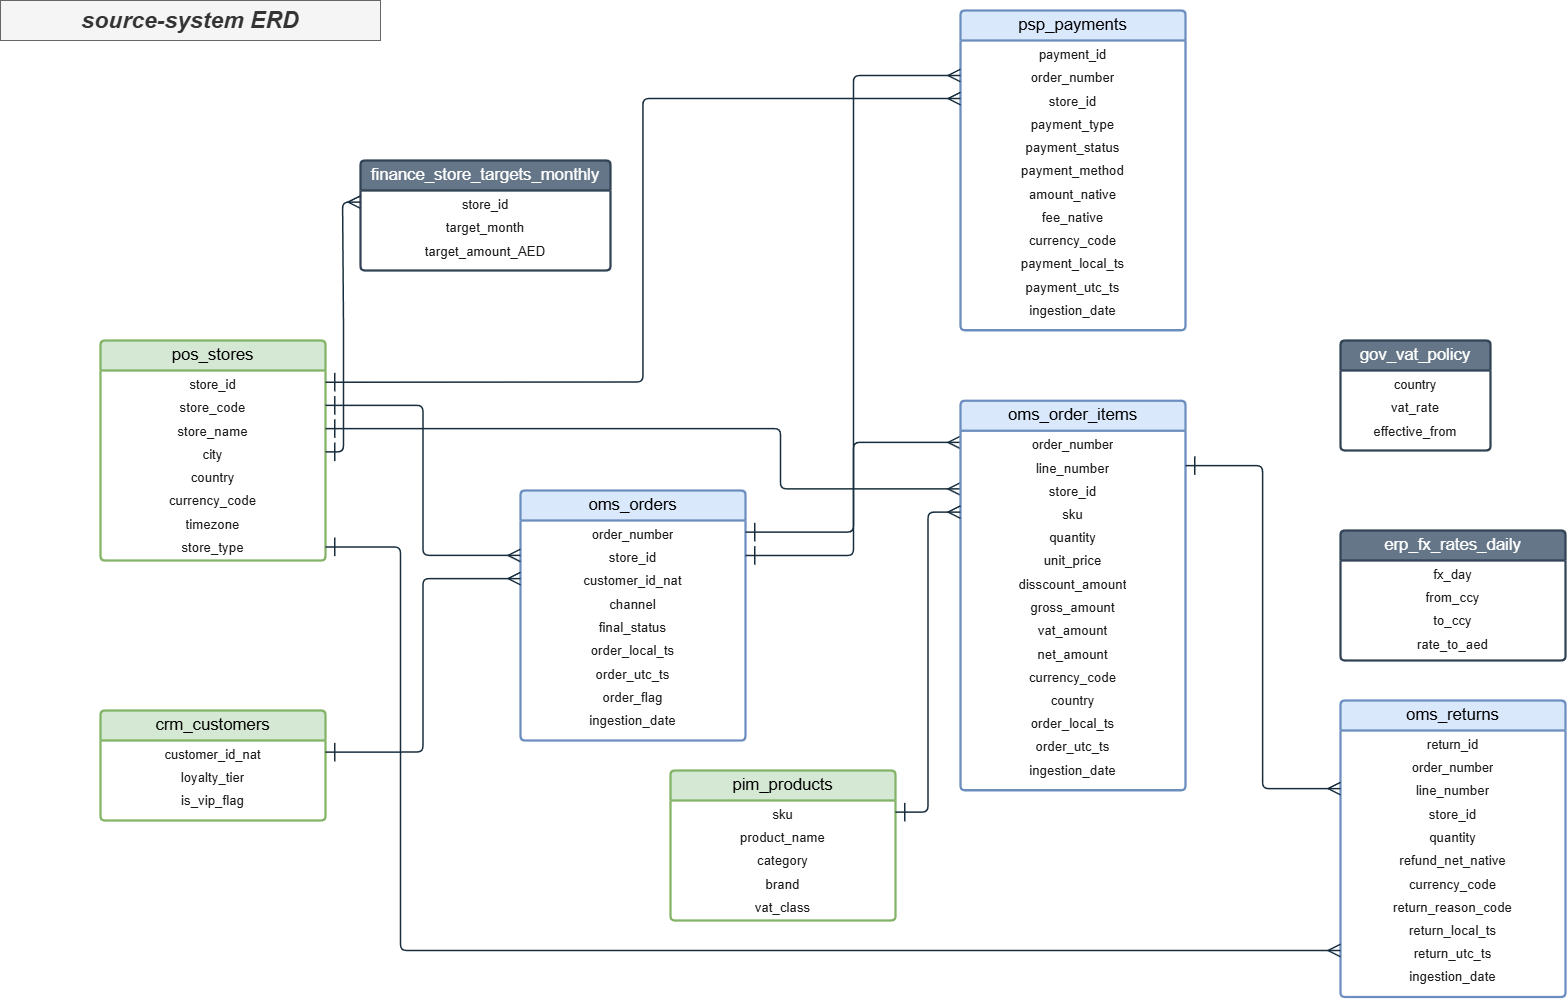 source-system ERD
psp_payments
payment_id
order_number
store_id
payment_type
payment_status
payment_method
amount_native
fee_native
currency_code
payment_local_ts
payment_utc_ts
ingestion_date
finance_store_targets_monthly
store_id
target_month
target_amount_AED
pos_stores
store_id
store_code
store_name
city
country
currency_code
timezone
store_type
gov_vat_policy
country
vat_rate
effective_from
oms_order_items
order_number
line_number
store_id
sku
quantity
unit_price
disscount_amount
gross_amount
vat_amount
net_amount
currency_code
country
order_local_ts
order_utc_ts
ingestion_date
oms_orders
order_number
store_id
customer_id_nat
channel
final_status
order_local_ts
order_utc_ts
order_flag
ingestion_date
erp_fx_rates_daily
fx_day
from_ccy
to_ccy
rate_to_aed
crm_customers
customer_id_nat
loyalty_tier
is_vip_flag
pim_products
sku
product_name
category
brand
vat_class
oms_returns
return_id
order_number
line_number
store_id
quantity
refund_net_native
currency_code
return_reason_code
return_local_ts
return_utc_ts
ingestion_date